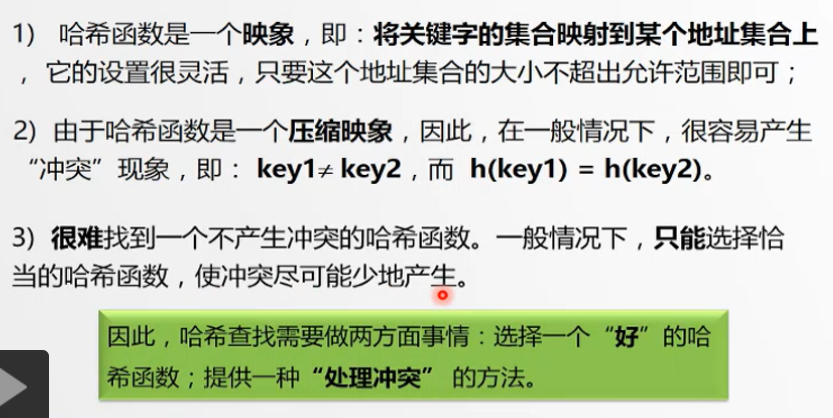 1) 哈希函数是一个映象，即：将关键字的集合映射到某个地址集合上
，它的设置很灵活，只要这个地址集合的大小不超出允许范围即可；
2) 由于哈希函数是一个压缩映象，因此，在一般情况下，很容易产生
“冲突”现象，即： key1≠ key2，而 h(key1) = h(key2)。
3) 很难找到一个不产生冲突的哈希函数。一般情况下，只能选择恰
当的哈希函数，使冲突尽可能少地产生。
因此，哈希查找需要做两方面事情：选择一个“好”的哈
希函数；提供一种“处理冲突” 的方法。